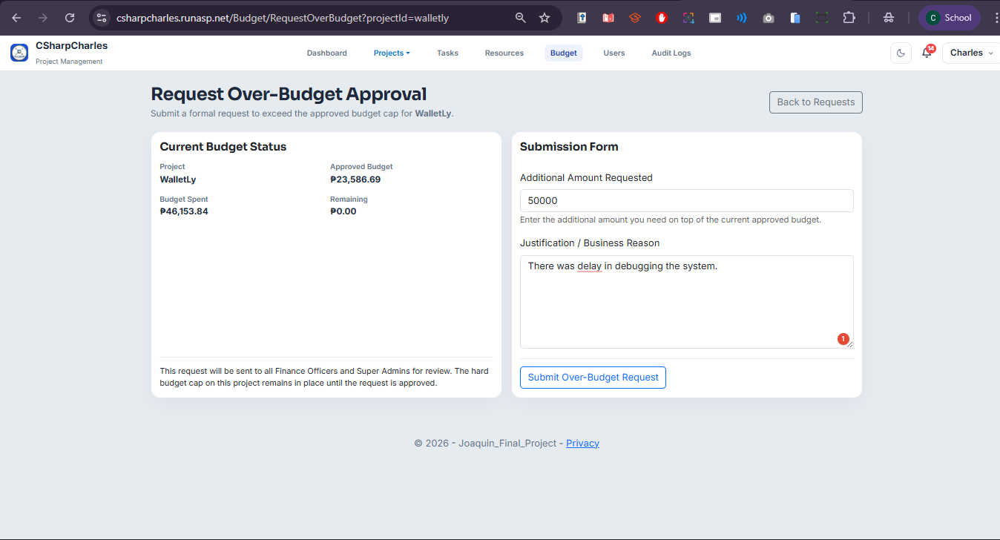 csharpcharles.runasp.net/Budget/RequestOverBudget?projectId=walletly
C School
CSharpCharles
Project Management
Dashboard Projects Tasks Resources Budget Users Audit Logs
14
Charles
Request Over-Budget Approval
Submit a formal request to exceed the approved budget cap for WalletLy.
Back to Requests
Current Budget Status
Project
WalletLy
Approved Budget
₱23,586.69
Budget Spent
₱46,153.84
Remaining
₱0.00
This request will be sent to all Finance Officers and Super Admins for review. The hard
budget cap on this project remains in place until the request is approved.
Submission Form
Additional Amount Requested
50000
Enter the additional amount you need on top of the current approved budget.
Justification / Business Reason
There was delay in debugging the system.
1
Submit Over-Budget Request
© 2026 - Joaquin_Final_Project - Privacy